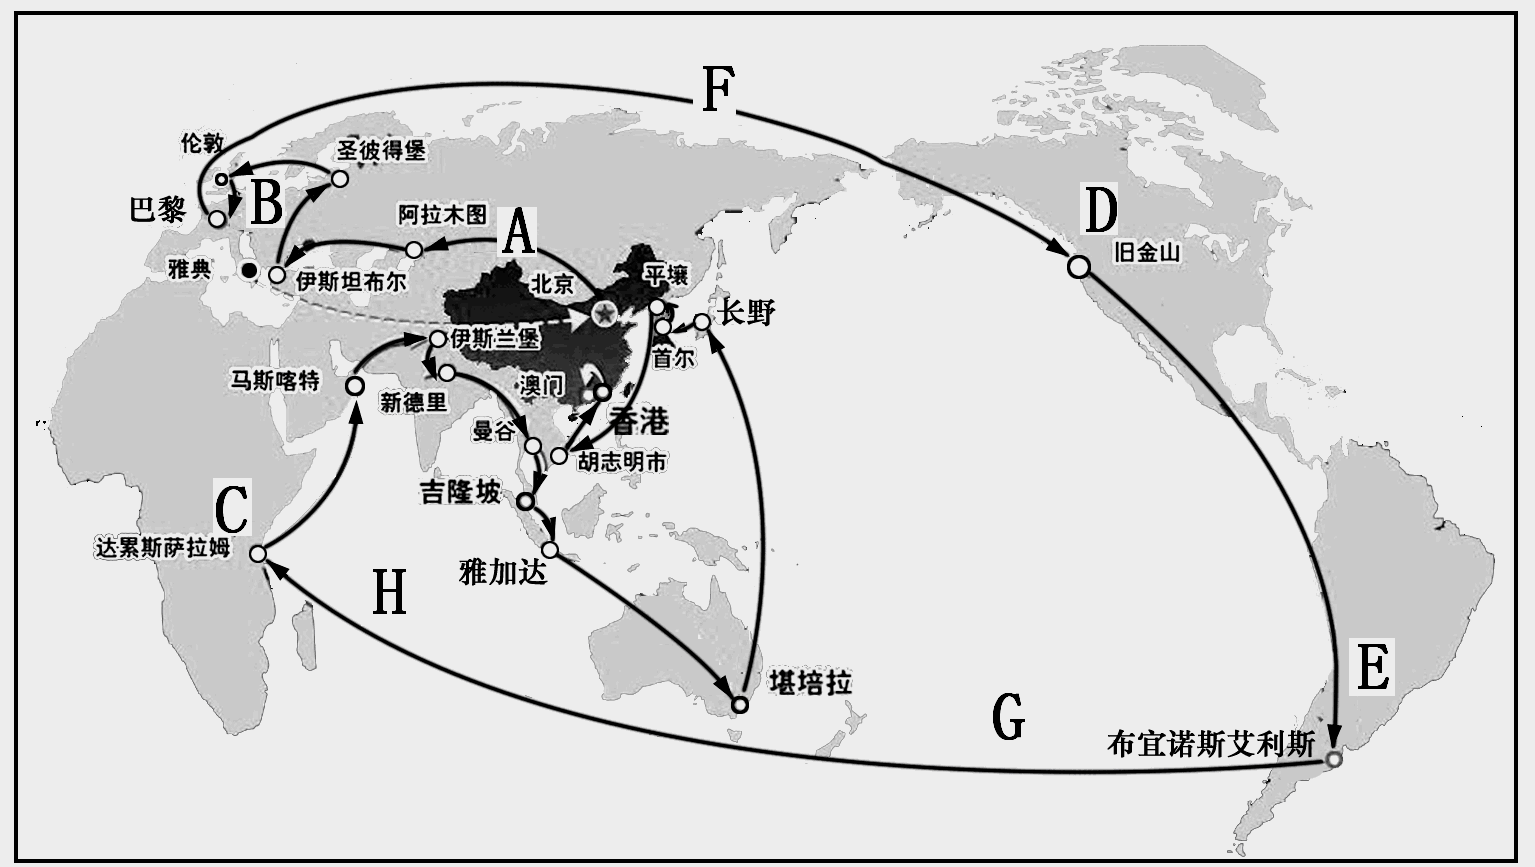 F
伦敦
圣彼得堡
B
巴黎
阿拉木图
A
D
旧金山
雅典
伊斯坦布尔
北京
平壤
长野
伊斯兰堡
首尔
马斯喀特
新德里
澳门
香港
曼谷
胡志明市
吉隆坡
C
达累斯萨拉姆
雅加达
H
堪培拉
E
G
布宜诺斯艾利斯